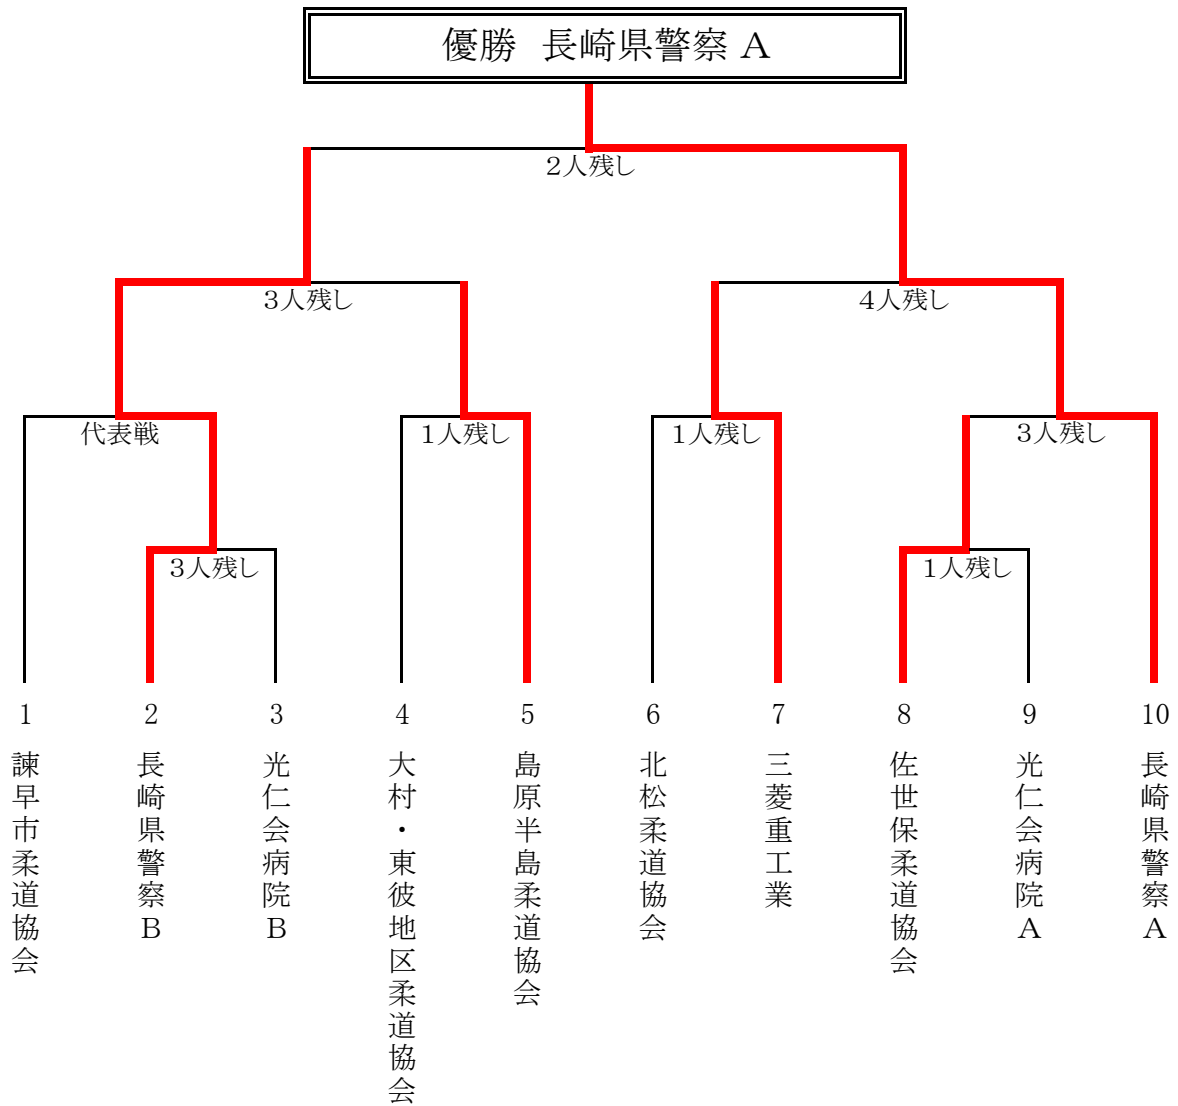 優勝 長崎県警察 A
２人残し
３人残し
４人残し
代表戦
１人残し
１人残し
３人残し
３人残し
１人残し
1
2
3
4
5
6
7
8
9
10
諫早市柔道協会
長崎県警察B
光仁会病院B
大村・東彼地区柔道協会
島原半島柔道協会
北松柔道協会
三菱重工業
佐世保柔道協会
光仁会病院A
長崎県警察A